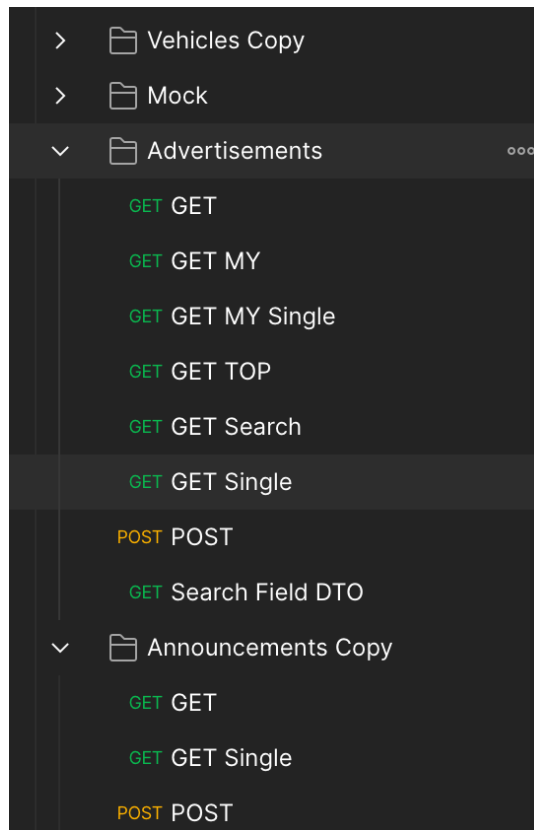 Vehicles Copy
Mock
Advertisements
GET GET
GET GET MY
GET GET MY Single
GET GET TOP
GET GET Search
GET GET Single
POST POST
GET Search Field DTO
Announcements Copy
GET GET
GET GET Single
POST POST